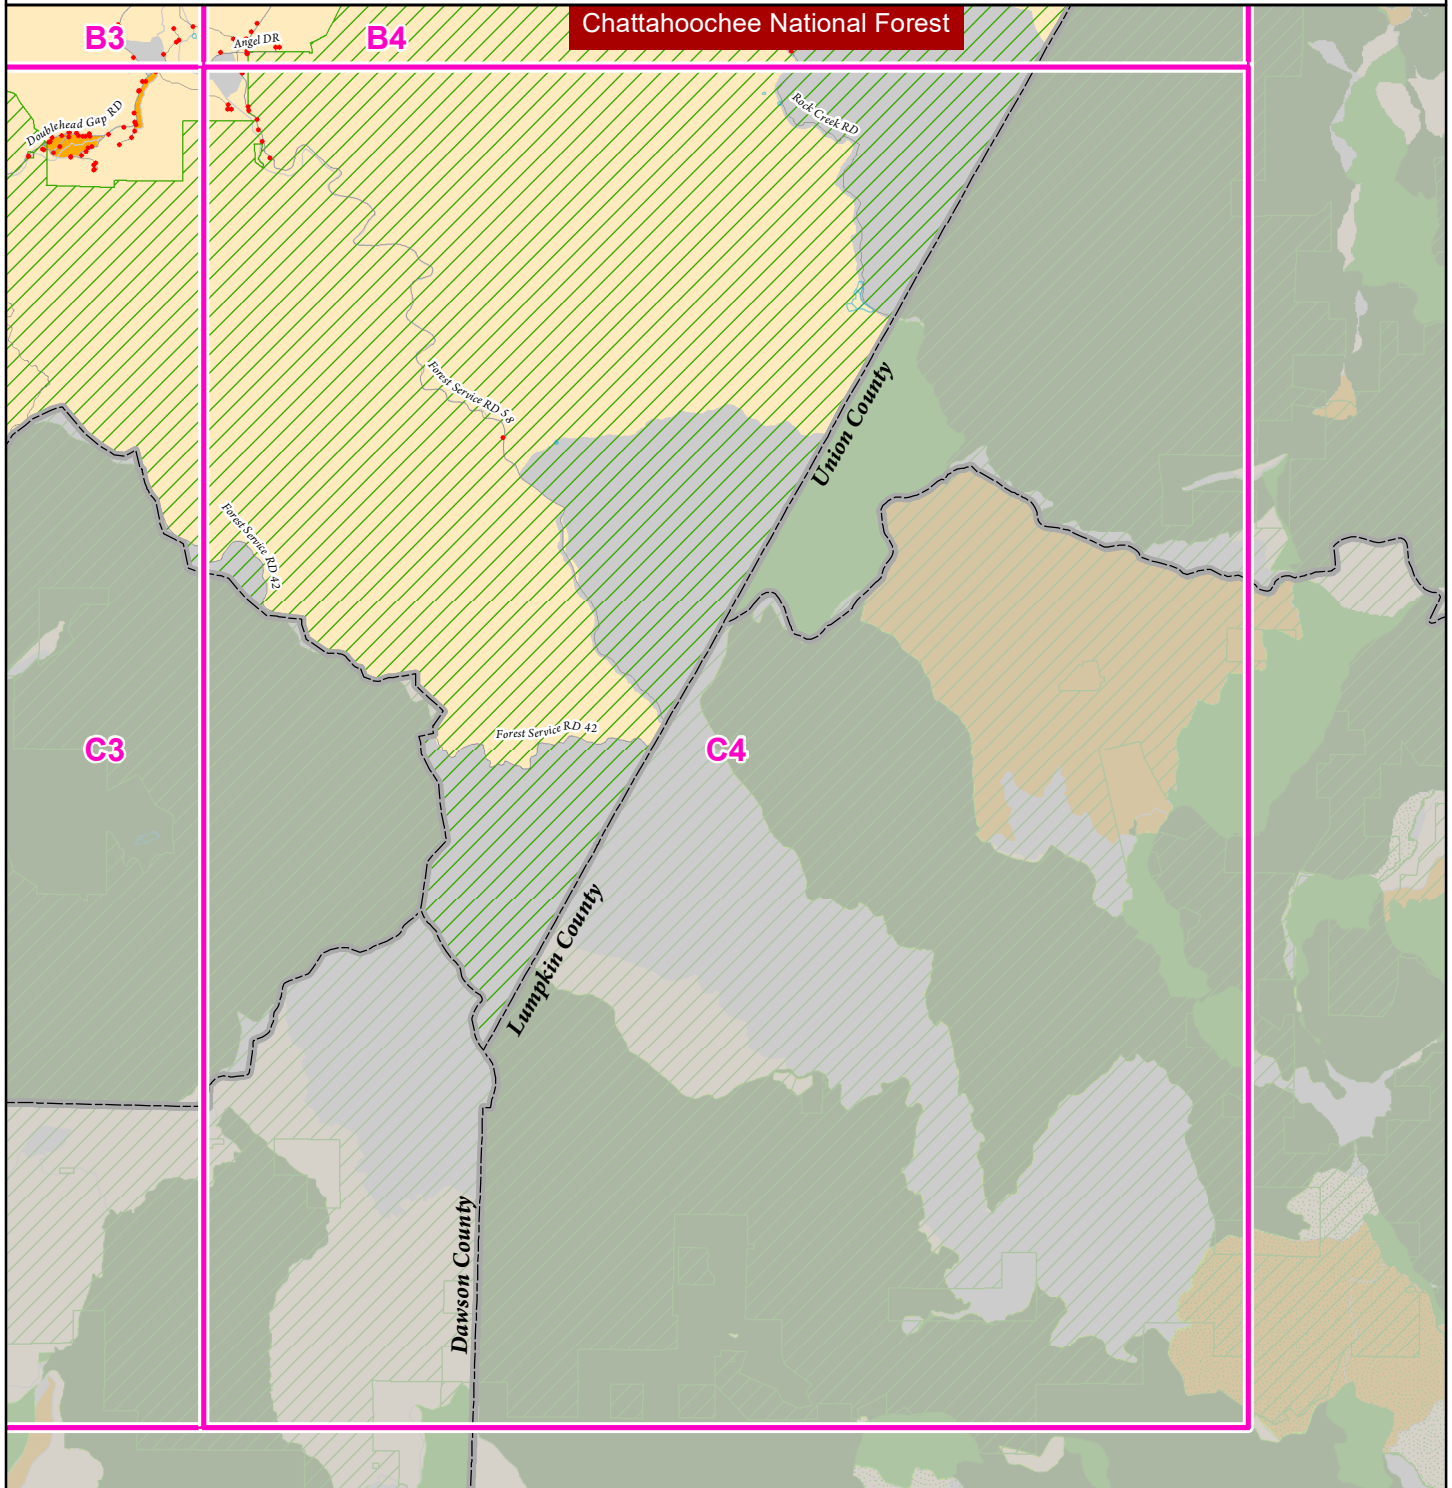 Chattahoochee National Forest
B3
B4
Angel DR
Doublehead Gap RD
Rock Creek RD
Forest Service RD 58
Union County
Forest Service RD 42
Forest Service RD 42
C3
C4
Lumpkin County
Dawson County